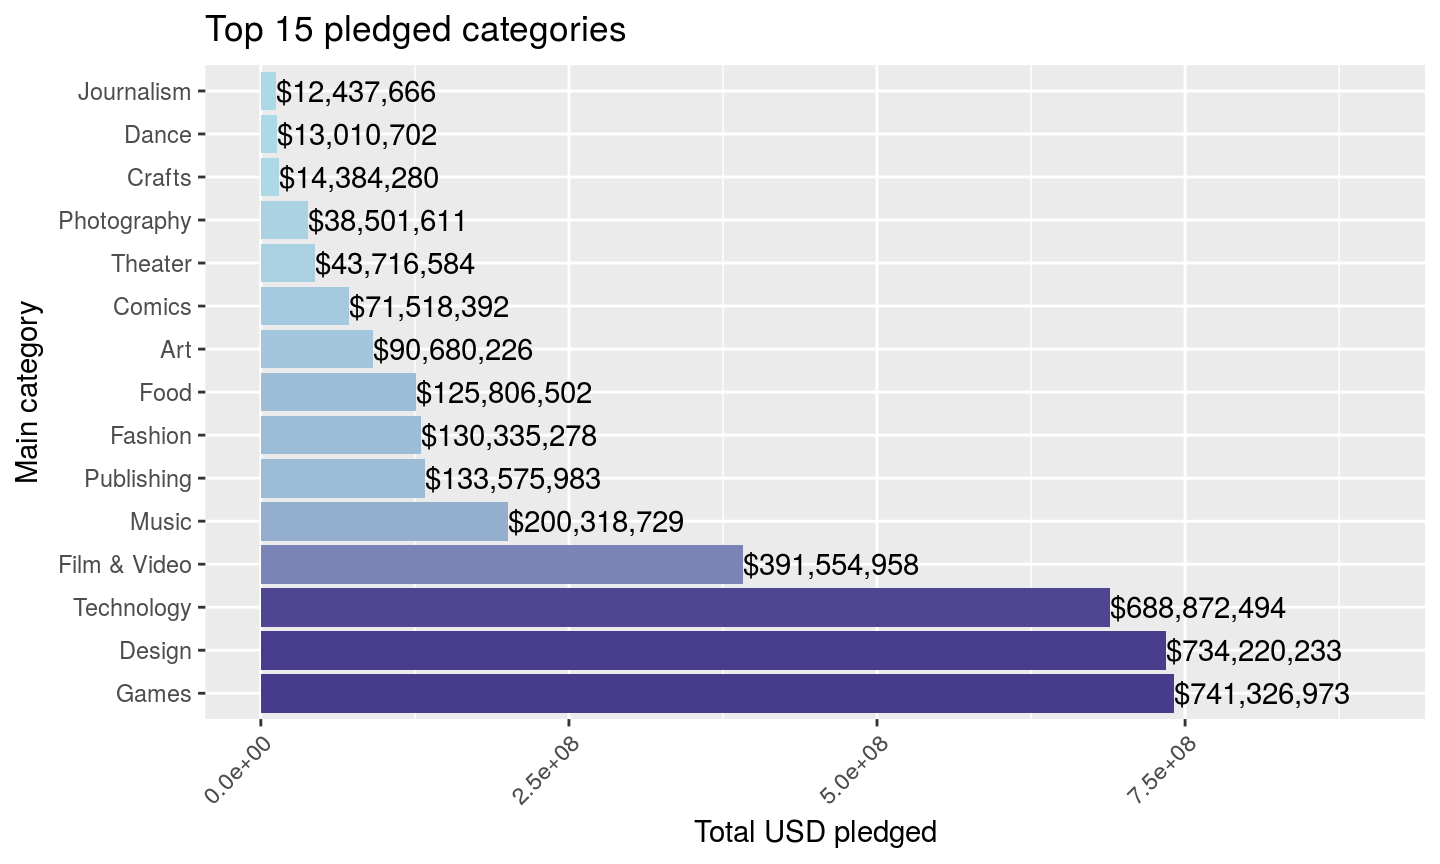 Top 15 pledged categories
Main category
Journalism $12,437,666
Dance $13,010,702
Crafts $14,384,280
Photography $38,501,611
Theater $43,716,584
Comics $71,518,392
Art $90,680,226
Food $125,806,502
Fashion $130,335,278
Publishing $133,575,983
Music $200,318,729
Film & Video $391,554,958
Technology $688,872,494
Design $734,220,233
Games $741,326,973
0.0e+00 2.5e+08 5.0e+08 7.5e+08
Total USD pledged